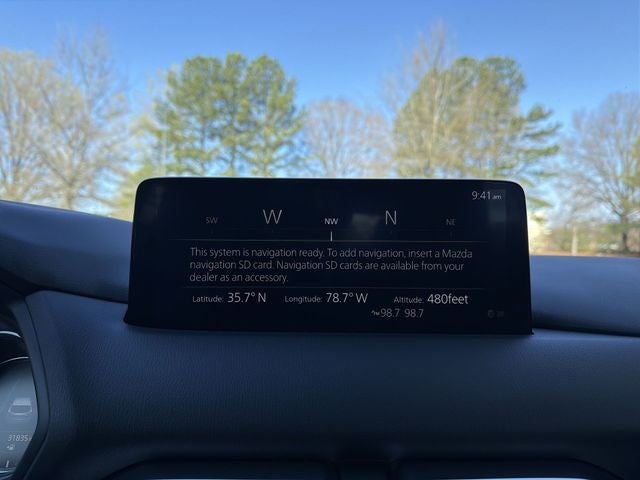 9:41 am
SW W NW N NE
This system is navigation ready. To add navigation, insert a Mazda
navigation SD card. Navigation SD cards are available from your
dealer as an accessory.
Latitude: 35.7° N Longitude: 78.7° W Altitude: 480feet
98.7 98.7
31835